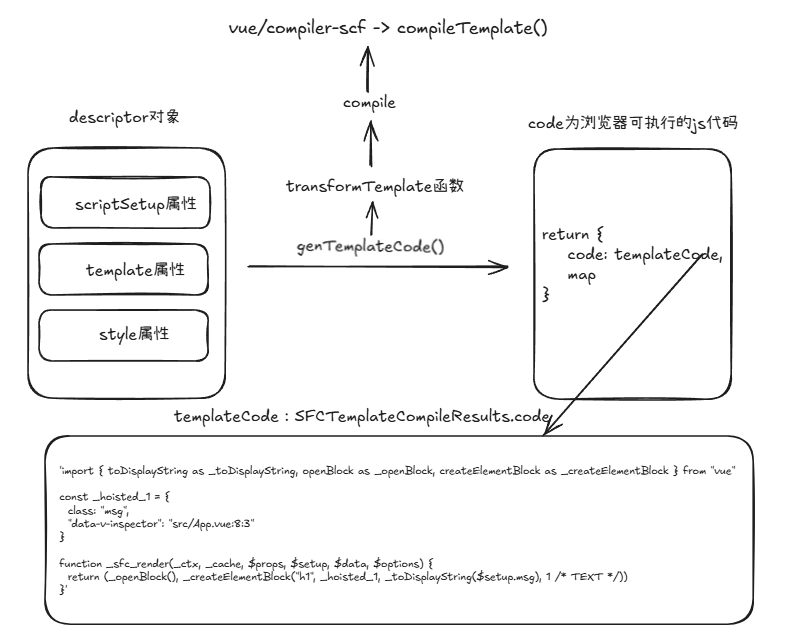 vue/compiler-scf -> compileTemplate()
compile
descriptor对象
code为浏览器可执行的js代码
transformTemplate函数
scriptSetup属性
genTemplateCode()
template属性
style属性
return {
code: templateCode,
map
}
templateCode : SFCTemplateCompileResults.code
'import { toDisplayString as _toDisplayString, openBlock as _openBlock, createElementBlock as _createElementBlock } from "vue"
const _hoisted_1 = {
class: "msg",
"data-v-inspector": "src/App.vue:8:3"
}
function _sfc_render(_ctx, _cache, $props, $setup, $data, $options) {
return (_openBlock(), _createElementBlock("h1", _hoisted_1, _toDisplayString($setup.msg), 1 /* TEXT */))
}'